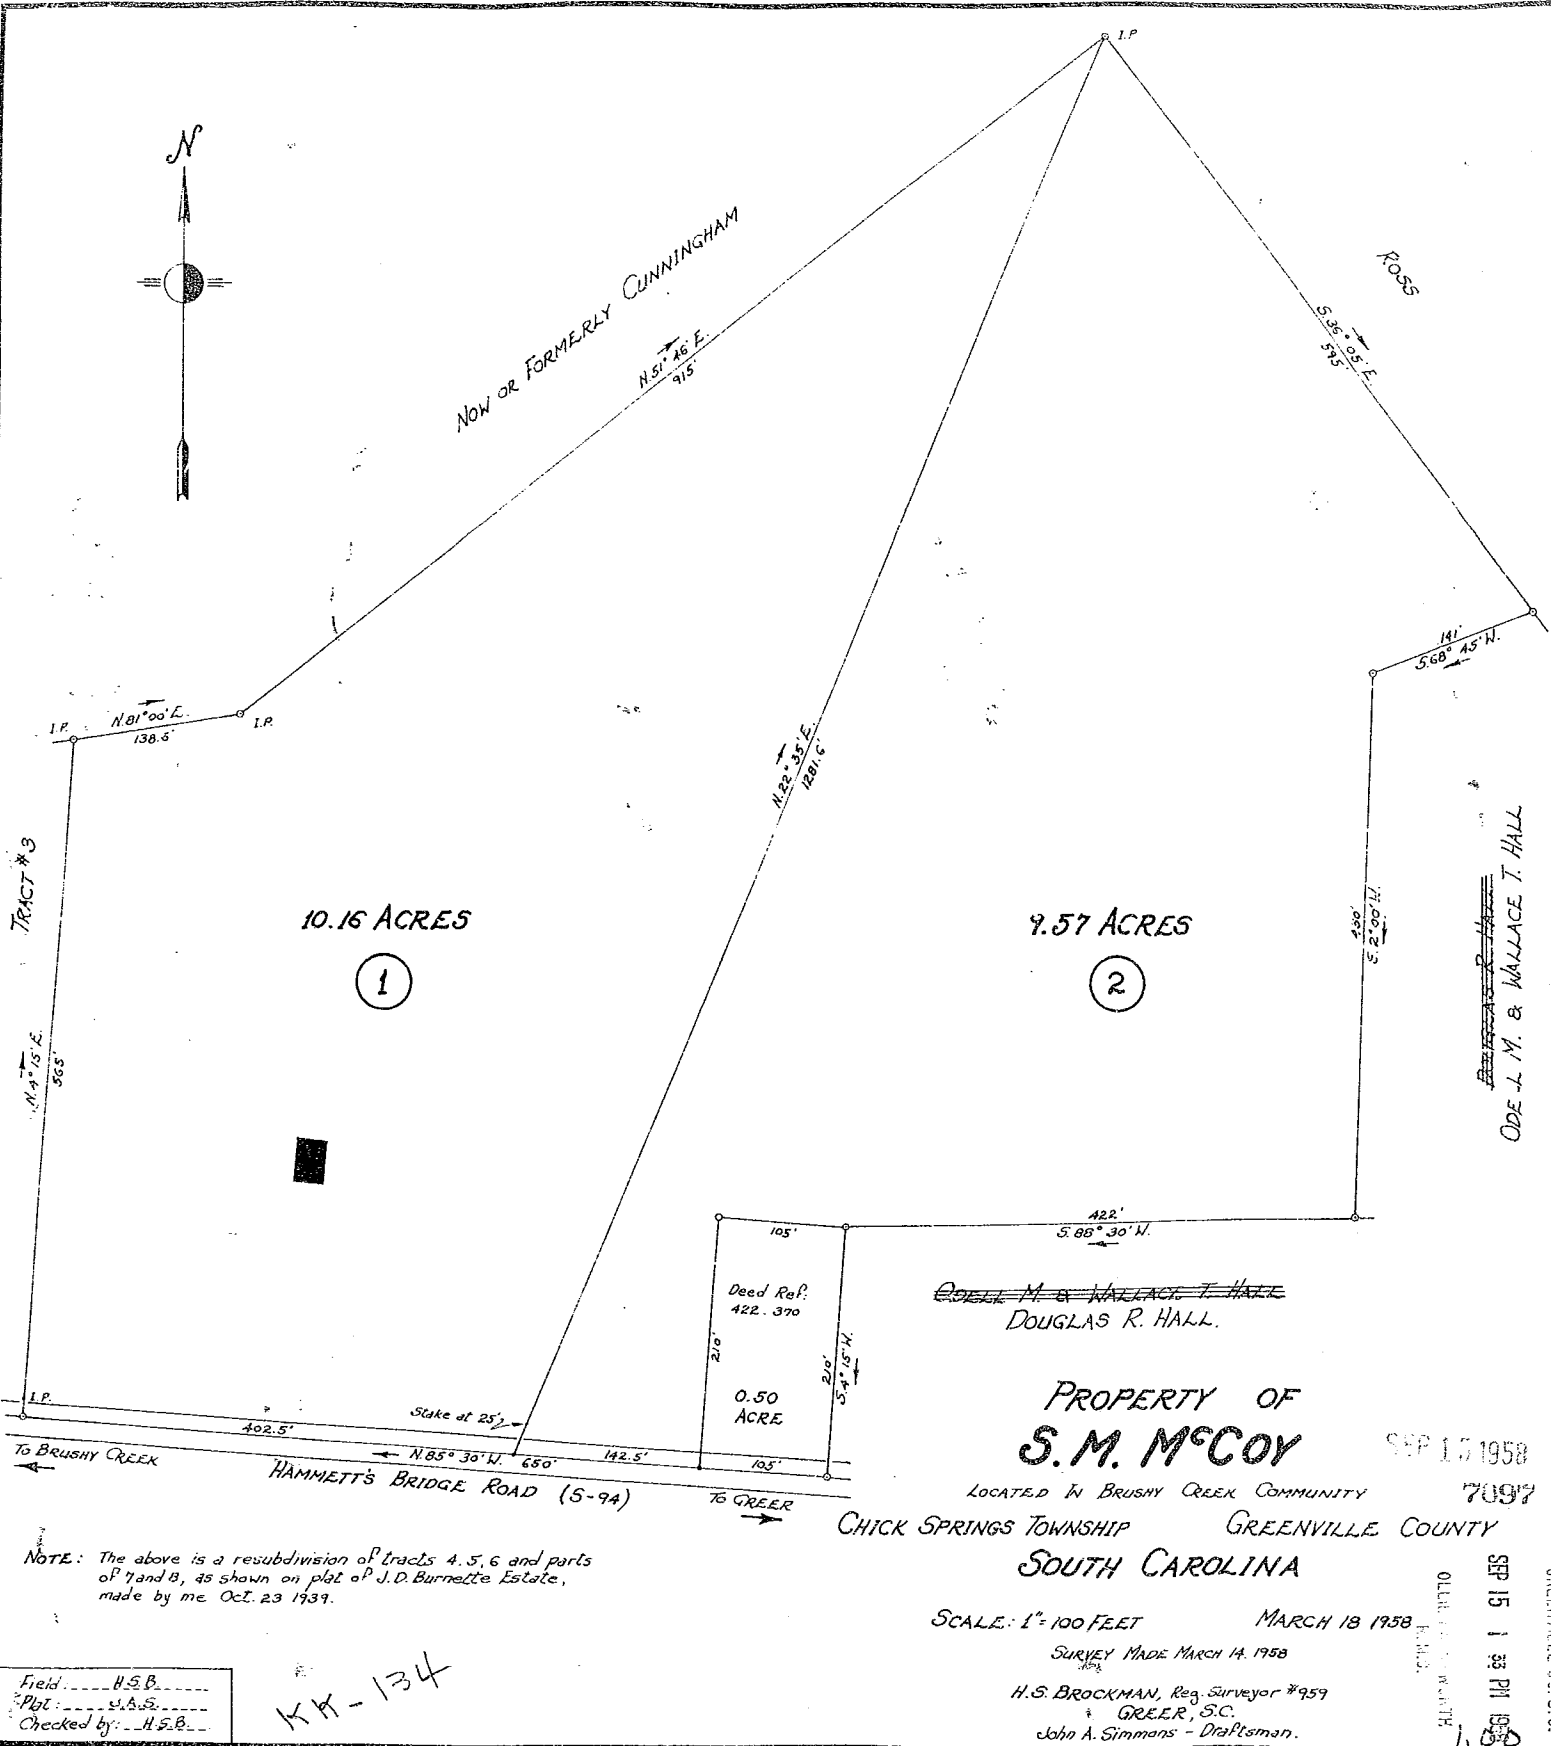 I.P.
N
NOW OR FORMERLY CUNNINGHAM
N.51° 46' E.
915'
ROSS
S.36° 05' E.
595'
141'
S.68° 45' W.
I.P.
N.81° 00' E.
138.5'
I.P.
N.22° 35' E.
1281.6'
TRACT #3
N.4° 15' E.
565'
10.16 ACRES
1
9.57 ACRES
2
450'
S.2° 00' W.
ODE L M. & WALLACE T. HALL
422'
S.88° 30' W.
105'
Deed Ref:
422.370
210'
0.50
ACRE
210'
S.4° 15' W.
ODELL M. & WALLACE T. HALL
DOUGLAS R. HALL.
I.P.
Stake at 25'
402.5'
N.85° 30' W. 650'
142.5'
105'
TO BRUSHY CREEK
HAMMETT'S BRIDGE ROAD (S-94)
TO GREER
PROPERTY OF
S.M. McCOY
SEP 15 1958
7097
LOCATED IN BRUSHY CREEK COMMUNITY
CHICK SPRINGS TOWNSHIP GREENVILLE COUNTY
SOUTH CAROLINA
SCALE: 1"=100 FEET MARCH 18 1958
SURVEY MADE MARCH 14. 1958
H.S. BROCKMAN, Reg. Surveyor #959
GREER, S.C.
John A. Simmons - Draftsman.
NOTE: The above is a resubdivision of tracts 4.5,6 and parts
of 7 and 8, as shown on plat of J.D. Burnette Estate,
made by me Oct. 23 1939.
Field: H.S.B.
Plat: J.A.S.
Checked by: H.S.B.
KK-134
SEP 15 1 33 PM